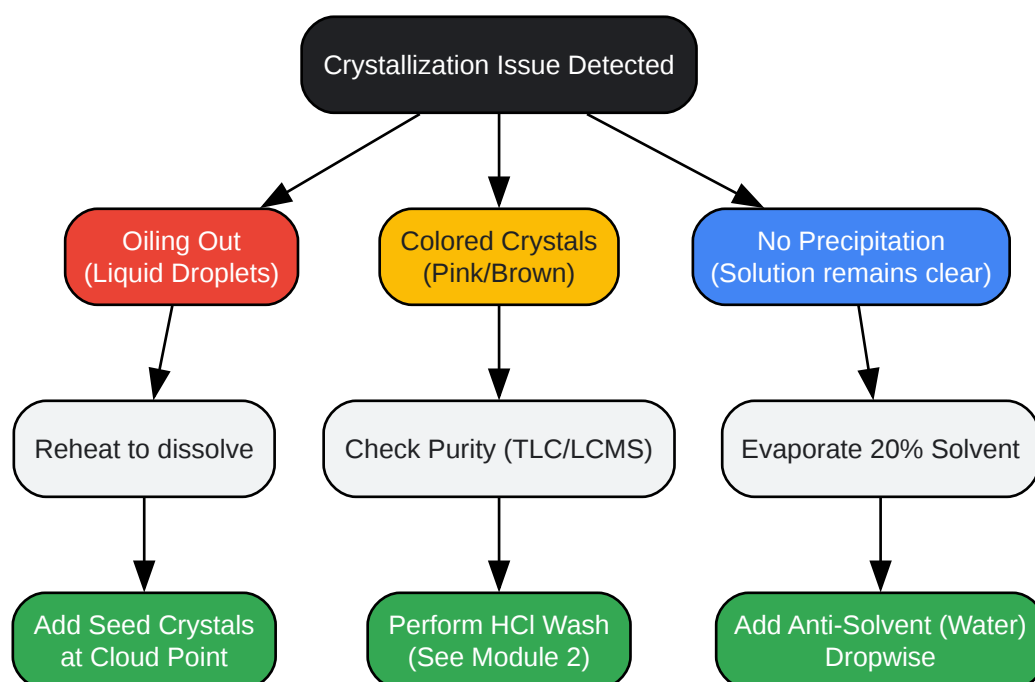 Crystallization Issue Detected
Oiling Out
(Liquid Droplets)
Colored Crystals
(Pink/Brown)
No Precipitation
(Solution remains clear)
Reheat to dissolve
Check Purity (TLC/LCMS)
Evaporate 20% Solvent
Add Seed Crystals
at Cloud Point
Perform HCl Wash
(See Module 2)
Add Anti-Solvent (Water)
Dropwise